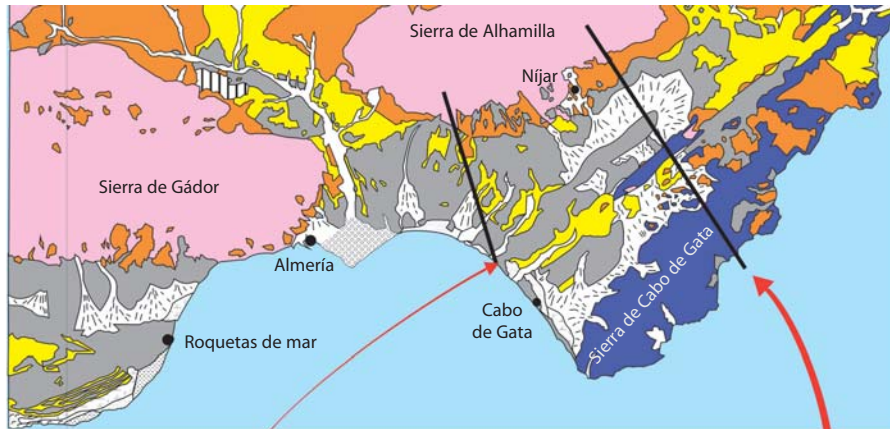 Sierra de Alhamilla
Níjar
Sierra de Gádor
Almería
Cabo
de Gata
Sierra de Cabo de Gata
Roquetas de mar